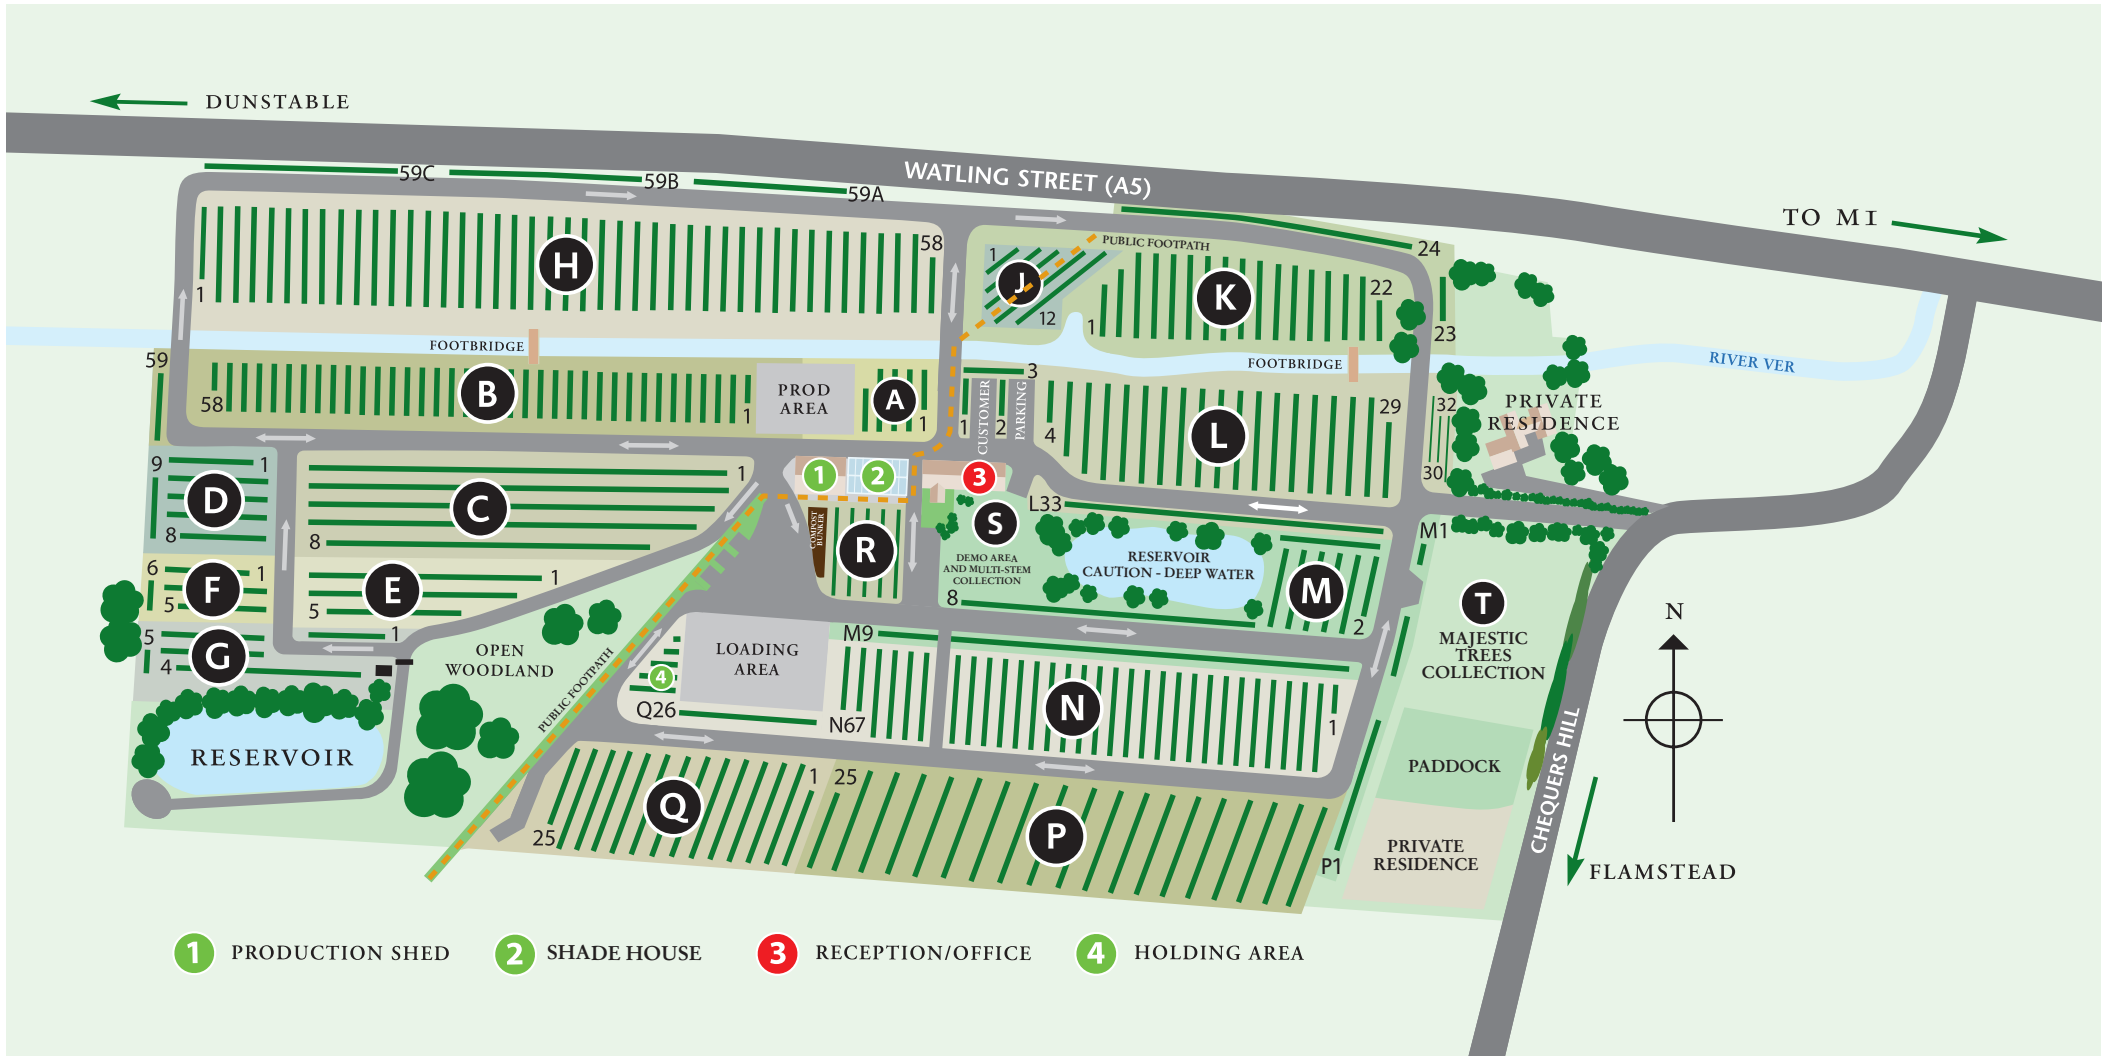 DUNSTABLE
WATLING STREET (A5)
TO M1
59C
59B
59A
H
58
1
PUBLIC FOOTPATH
24
1
J
12
K
22
1
23
FOOTBRIDGE
FOOTBRIDGE
RIVER VER
59
B
58
1
PROD
AREA
A
1
3
1
CUSTOMER
2
PARKING
4
L
29
32
30
PRIVATE
RESIDENCE
9
1
D
8
1
C
8
1
2
3
L33
S
DEMO AREA
AND MULTI-STEM
COLLECTION
RESERVOIR
CAUTION - DEEP WATER
M1
COMPOST
BUNKER
R
6
1
F
5
E
1
5
1
8
M
2
T
MAJESTIC
TREES
COLLECTION
N
5
G
4
OPEN
WOODLAND
PUBLIC FOOTPATH
LOADING
AREA
M9
4
Q26
N67
N
1
RESERVOIR
PADDOCK
CHEQUERS HILL
1
25
Q
25
P
P1
PRIVATE
RESIDENCE
FLAMSTEAD
1 PRODUCTION SHED
2 SHADE HOUSE
3 RECEPTION/OFFICE
4 HOLDING AREA